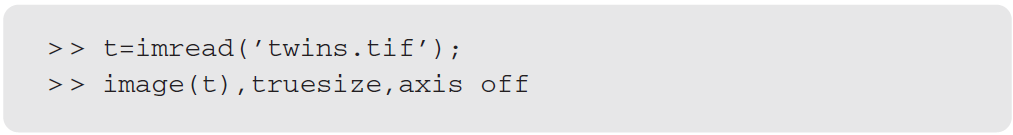 >> t=imread(’twins.tif’);
>> image(t),truesize,axis off